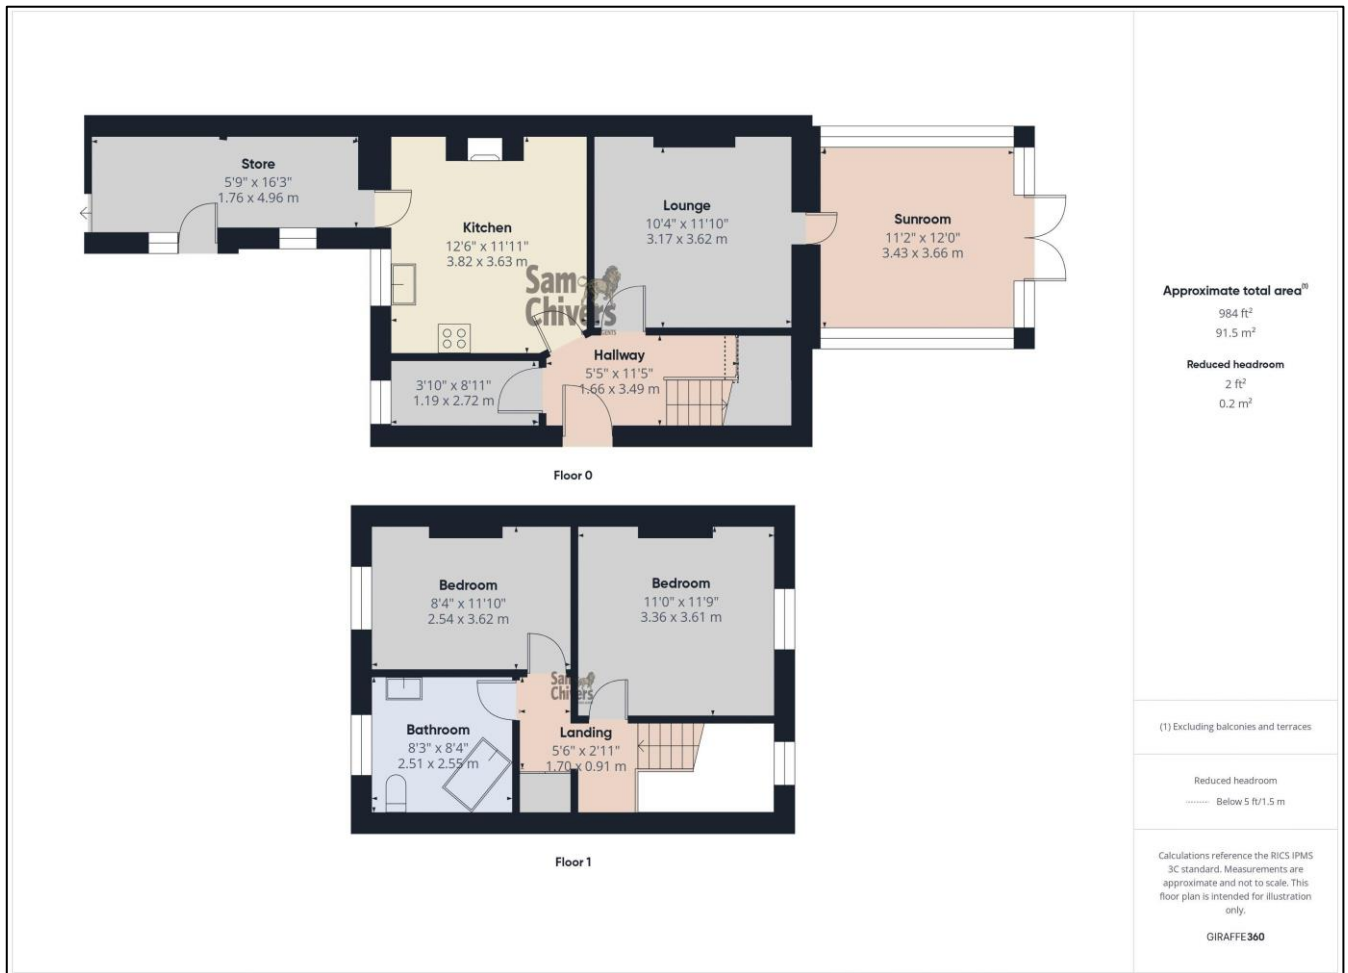 Store
5'9" x 16'3"
1.76 x 4.96 m
Kitchen
12'6" x 11'11"
3.82 x 3.63 m
Lounge
10'4" x 11'10"
3.17 x 3.62 m
Sunroom
11'2" x 12'0"
3.43 x 3.66 m
Sam
Chivers
Hallway
5'5" x 11'5"
1.66 x 3.49 m
3'10" x 8'11"
1.19 x 2.72 m
Floor 0
Bedroom
8'4" x 11'10"
2.54 x 3.62 m
Bedroom
11'0" x 11'9"
3.36 x 3.61 m
Sam
Chivers
Bathroom
8'3" x 8'4"
2.51 x 2.55 m
Landing
5'6" x 2'11"
1.70 x 0.91 m
Floor 1
Approximate total area(1)
984 ft²
91.5 m²
Reduced headroom
2 ft²
0.2 m²
(1) Excluding balconies and terraces
Reduced headroom
Below 5 ft/1.5 m
Calculations reference the RICS IPMS
3C standard. Measurements are
approximate and not to scale. This
floor plan is intended for illustration
only.
GIRAFFE360